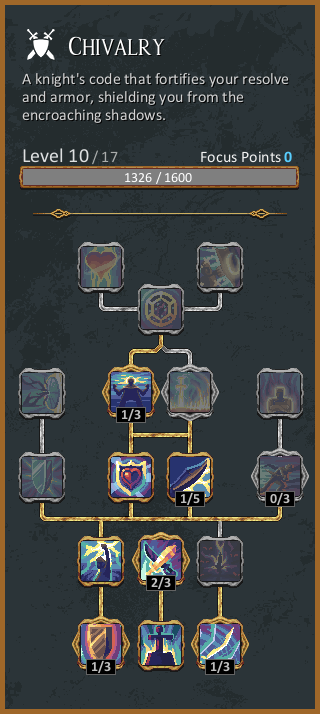 CHIVALRY
A knight's code that fortifies your resolve
and armor, shielding you from the
encroaching shadows.
Level 10 / 17 Focus Points 0
1326 / 1600
1/3
1/5 0/3
2/3
1/3 1/3